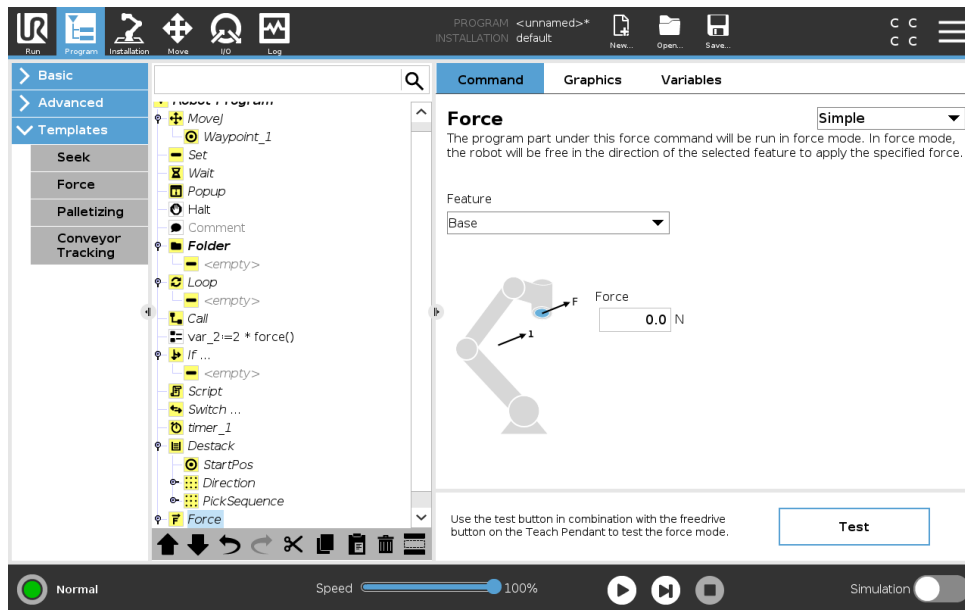 PROGRAM <unnamed>*
INSTALLATION default
UR
Run
Program
Installation
Move
I/O
Log
New...
Open...
Save...
C C
C C
Basic
Advanced
Templates
Seek
Force
Palletizing
Conveyor
Tracking
Robot Program
MoveJ
Waypoint_1
Set
Wait
Popup
Halt
Comment
Folder
<empty>
Loop
<empty>
Call
var_2:=2 * force()
If ...
<empty>
Script
Switch ...
timer_1
Destack
StartPos
Direction
PickSequence
F Force
Command
Graphics
Variables
Force
Simple
The program part under this force command will be run in force mode. In force mode,
the robot will be free in the direction of the selected feature to apply the specified force.
Feature
Base
F
1
Force
0.0 N
Use the test button in combination with the freedrive
button on the Teach Pendant to test the force mode.
Test
Normal
Speed
100%
Simulation